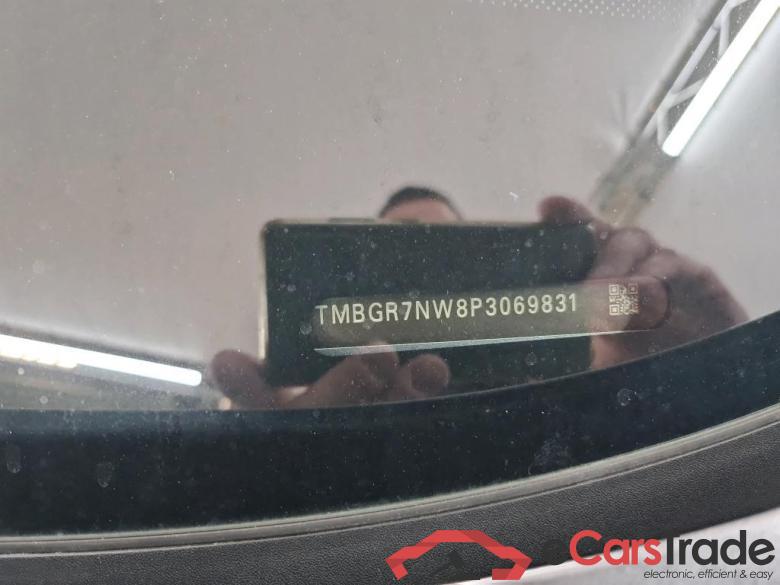 TMBGR7NW8P3069831
eCarsTrade
electronic, efficient & easy